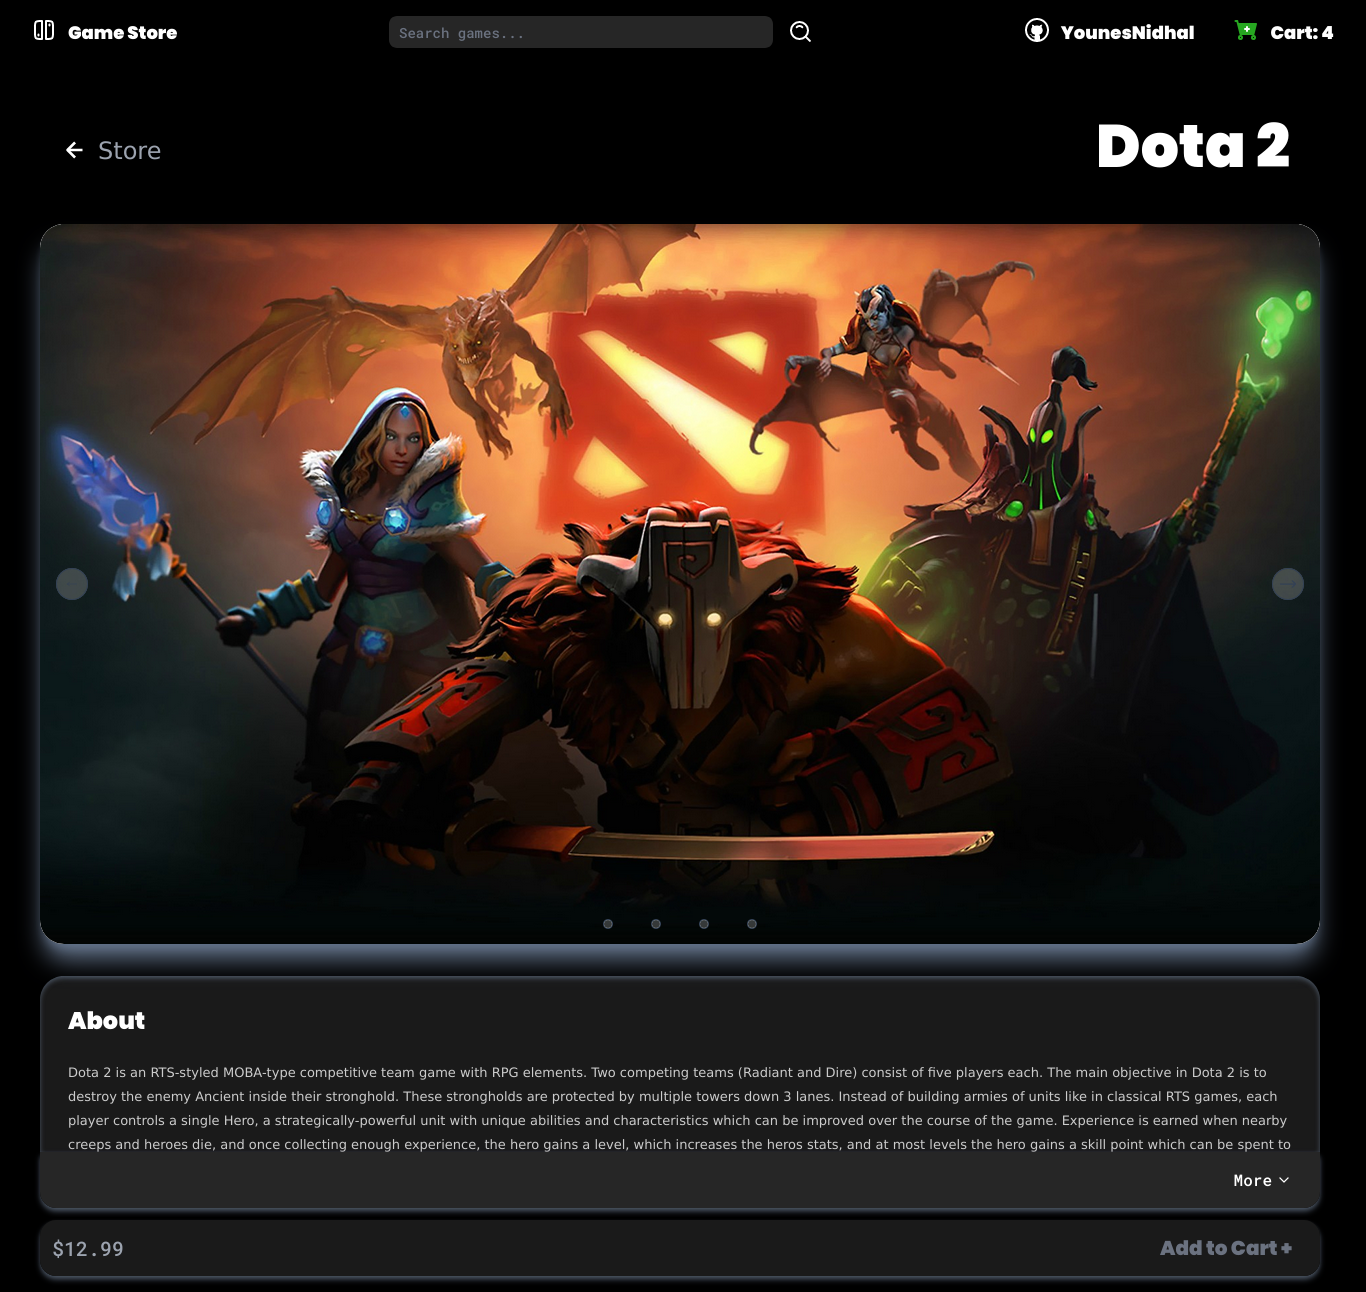 Game Store
Search games...
YounesNidhal
Cart: 4
Store
Dota 2
About
Dota 2 is an RTS-styled MOBA-type competitive team game with RPG elements. Two competing teams (Radiant and Dire) consist of five players each. The main objective in Dota 2 is to
destroy the enemy Ancient inside their stronghold. These strongholds are protected by multiple towers down 3 lanes. Instead of building armies of units like in classical RTS games, each
player controls a single Hero, a strategically-powerful unit with unique abilities and characteristics which can be improved over the course of the game. Experience is earned when nearby
creeps and heroes die, and once collecting enough experience, the hero gains a level, which increases the heros stats, and at most levels the hero gains a skill point which can be spent to
More
$12.99
Add to Cart +